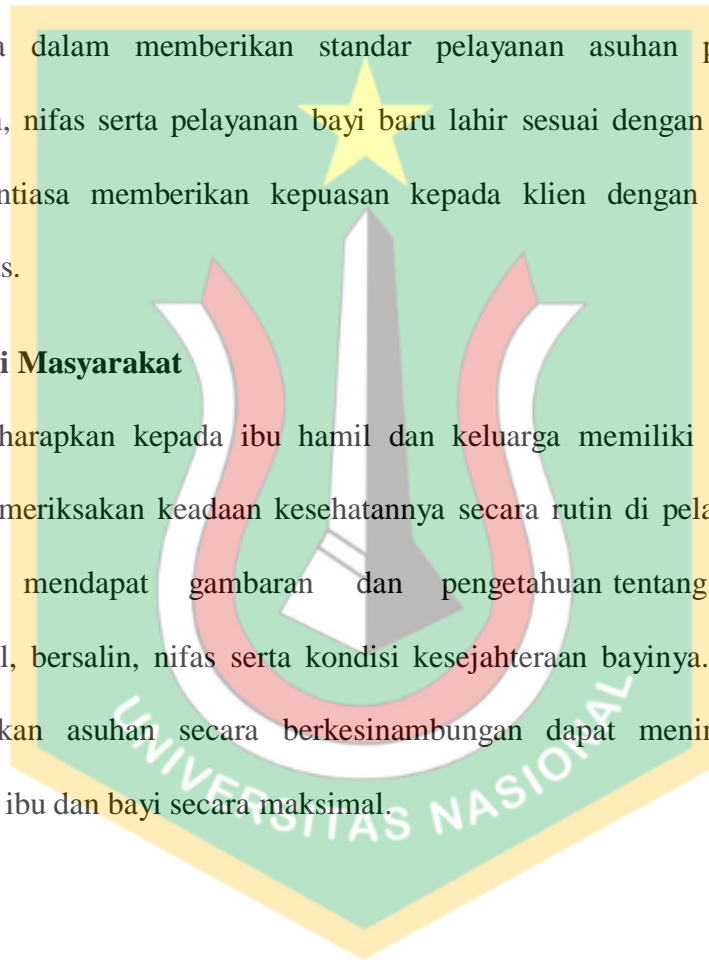 a dalam memberikan standar pelayanan asuhan p
, nifas serta pelayanan bayi baru lahir sesuai dengan
ntiasa memberikan kepuasan kepada klien dengan
s.
i Masyarakat
harapkan kepada ibu hamil dan keluarga memiliki
meriksakan keadaan kesehatannya secara rutin di pela
mendapat gambaran dan pengetahuan tentang
l, bersalin, nifas serta kondisi kesejahteraan bayinya.
kan asuhan secara berkesinambungan dapat menin
ibu dan bayi secara maksimal.
UNIVERSITAS NASIONAL